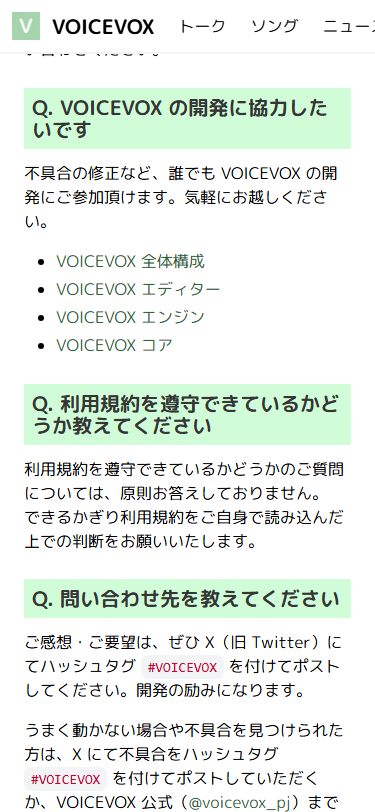 V VOICEVOX トーク ソング ニュース
Q. VOICEVOX の開発に協力した
いです
不具合の修正など、誰でも VOICEVOX の開
発にご参加頂けます。気軽にお越しくださ
い。
VOICEVOX 全体構成
VOICEVOX エディター
VOICEVOX エンジン
VOICEVOX コア
Q. 利用規約を遵守できているかど
うか教えてください
利用規約を遵守できているかどうかのご質問
については、原則お答えしておりません。
できるかぎり利用規約をご自身で読み込んだ
上での判断をお願いいたします。
Q. 問い合わせ先を教えてください
ご感想・ご要望は、ぜひ X（旧 Twitter）に
てハッシュタグ #VOICEVOX を付けてポスト
してください。開発の励みになります。
うまく動かない場合や不具合を見つけられた
方は、X にて不具合をハッシュタグ
#VOICEVOX を付けてポストしていただく
か、VOICEVOX 公式（@voicevox_pj）まで